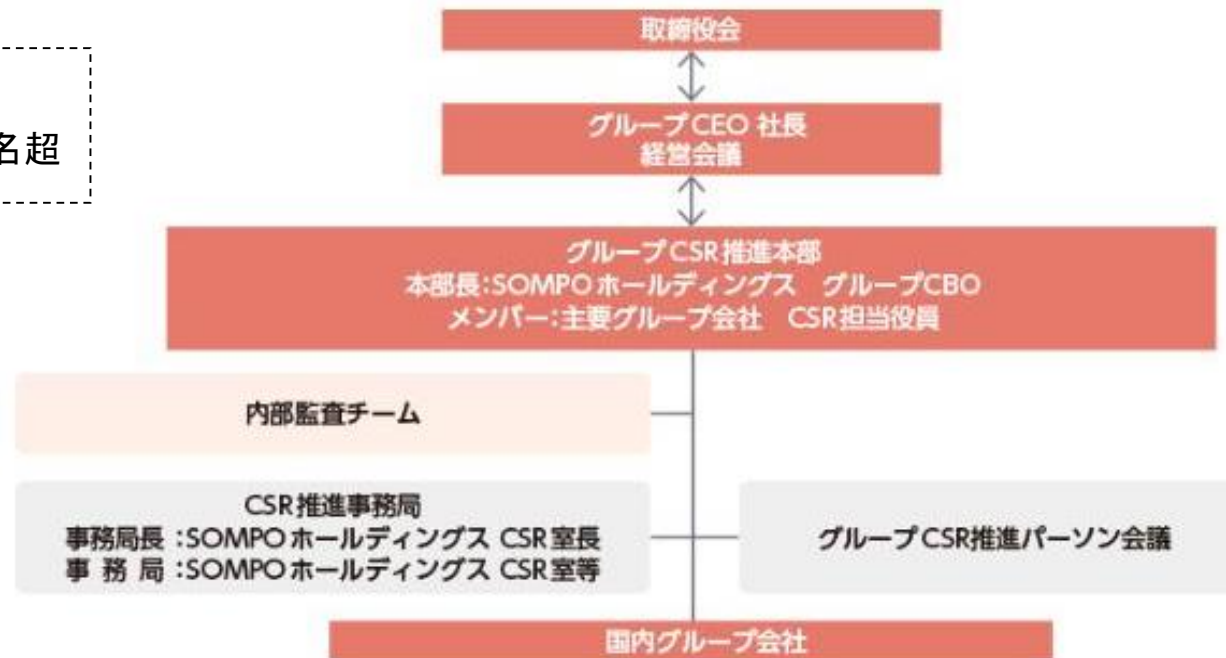 名超
取締役会
グループCEO 社長
経営会議
グループCSR推進本部
本部長:SOMPOホールディングス　グループCBO
メンバー:主要グループ会社　CSR担当役員
内部監査チーム
CSR推進事務局
事務局長 :SOMPOホールディングス CSR室長
事 務 局 :SOMPOホールディングス CSR室等
グループCSR推進パーソン会議
国内グループ会社